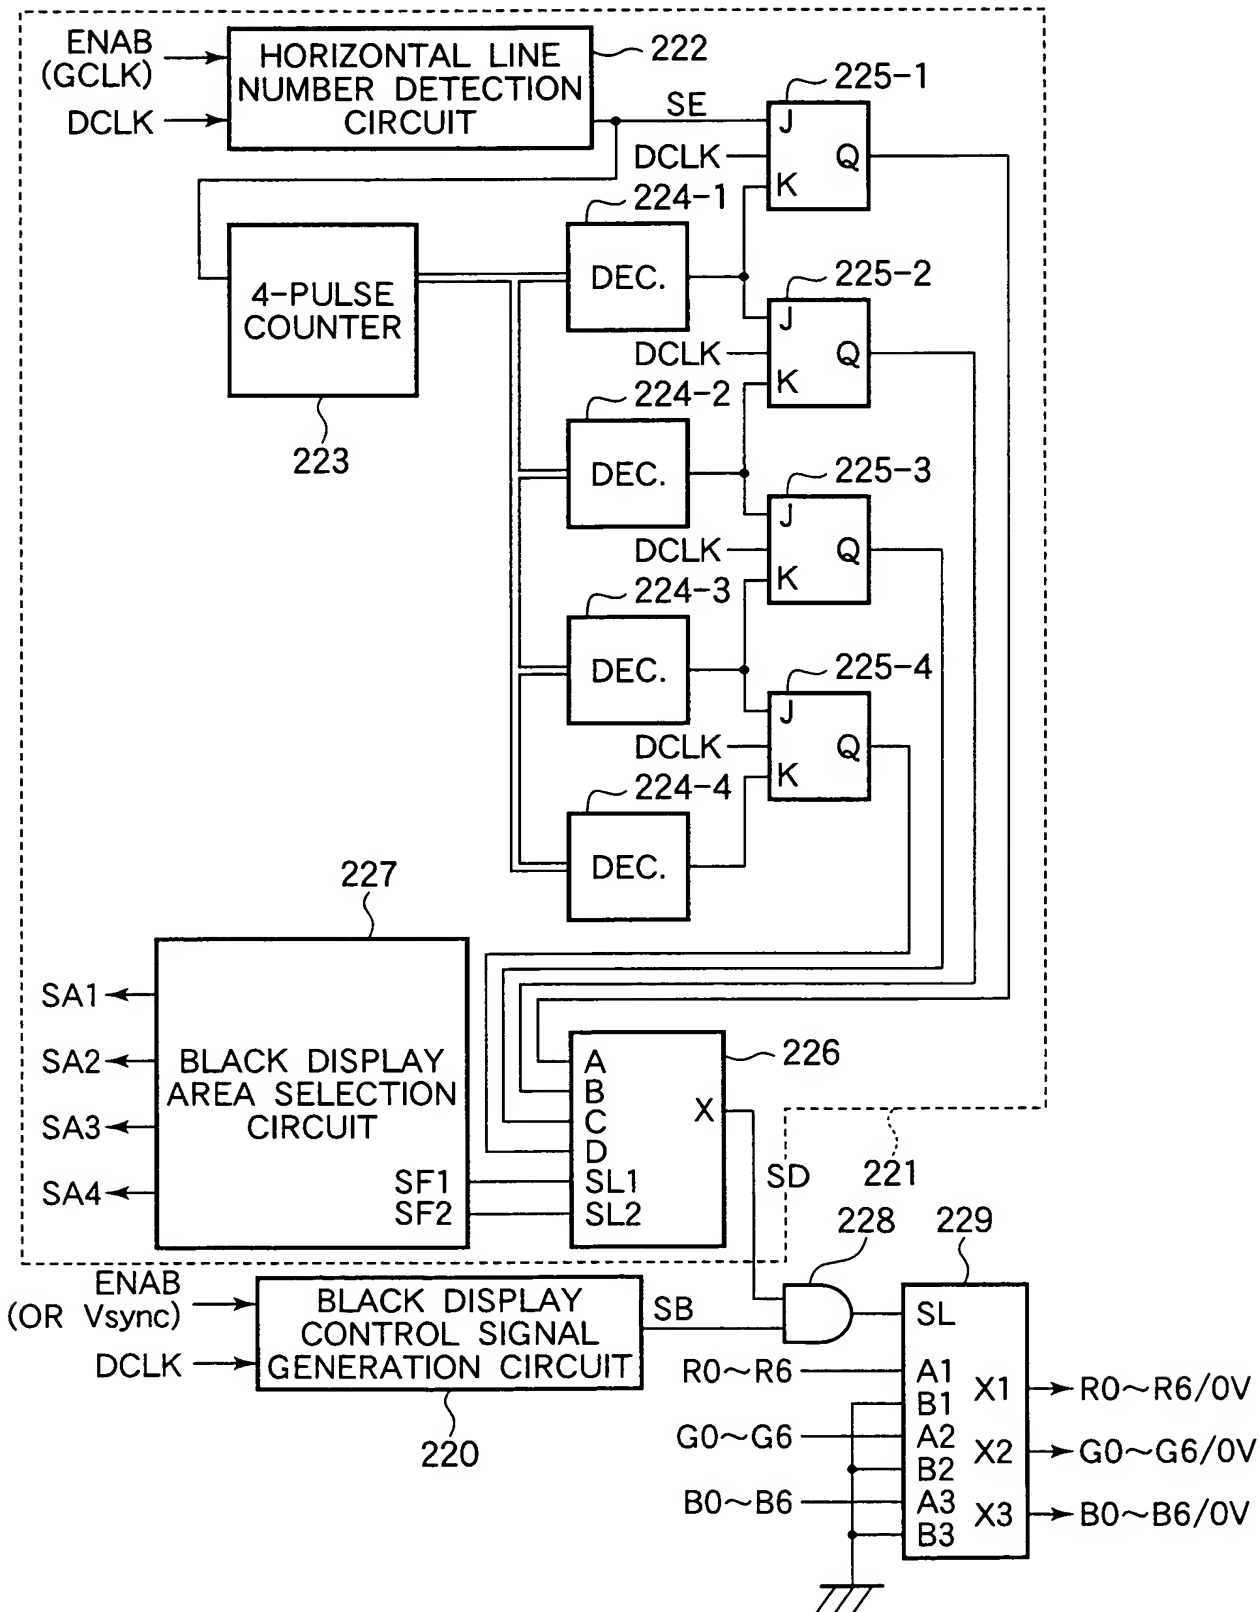 ENAB
(GCLK)
DCLK
HORIZONTAL LINE
NUMBER DETECTION
CIRCUIT
222
SE
225-1
J
DCLK
Q
K
224-1
DEC.
4-PULSE
COUNTER
223
225-2
J
DCLK
Q
K
224-2
DEC.
225-3
J
DCLK
Q
K
224-3
DEC.
225-4
J
DCLK
Q
K
224-4
DEC.
227
SA1
SA2
SA3
SA4
BLACK DISPLAY
AREA SELECTION
CIRCUIT
SF1
SF2
226
A
B
C
D
SL1
SL2
X
SD
221
ENAB
(OR Vsync)
DCLK
BLACK DISPLAY
CONTROL SIGNAL
GENERATION CIRCUIT
220
SB
228
229
SL
R0~R6
A1
B1
X1
R0~R6/0V
G0~G6
A2
B2
X2
G0~G6/0V
B0~B6
A3
B3
X3
B0~B6/0V